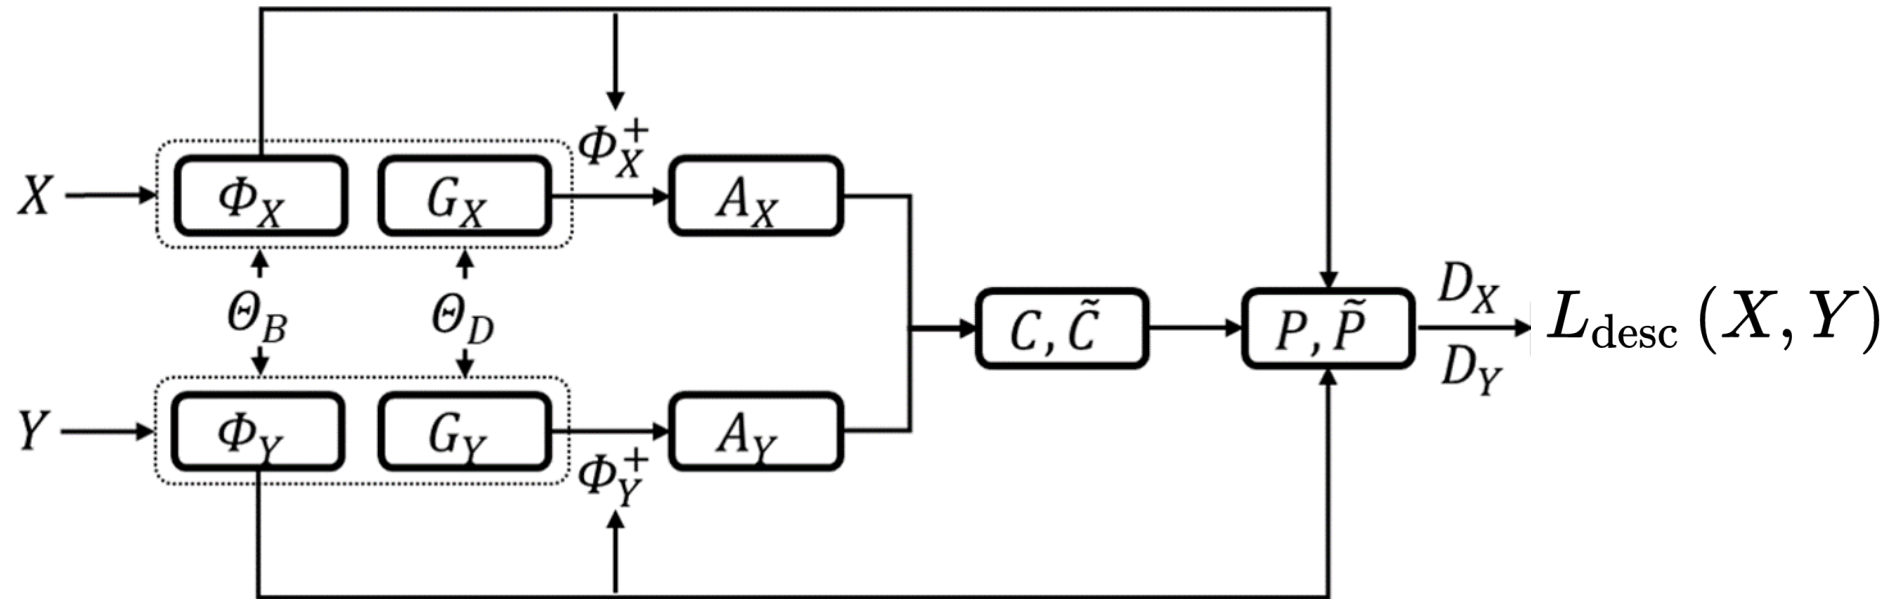 Φ_X^+
X
Φ_X
G_X
A_X
Θ_B
Θ_D
C, C̃
P, P̃
D_X
D_Y
L_desc (X, Y)
Y
Φ_Y
G_Y
A_Y
Φ_Y^+